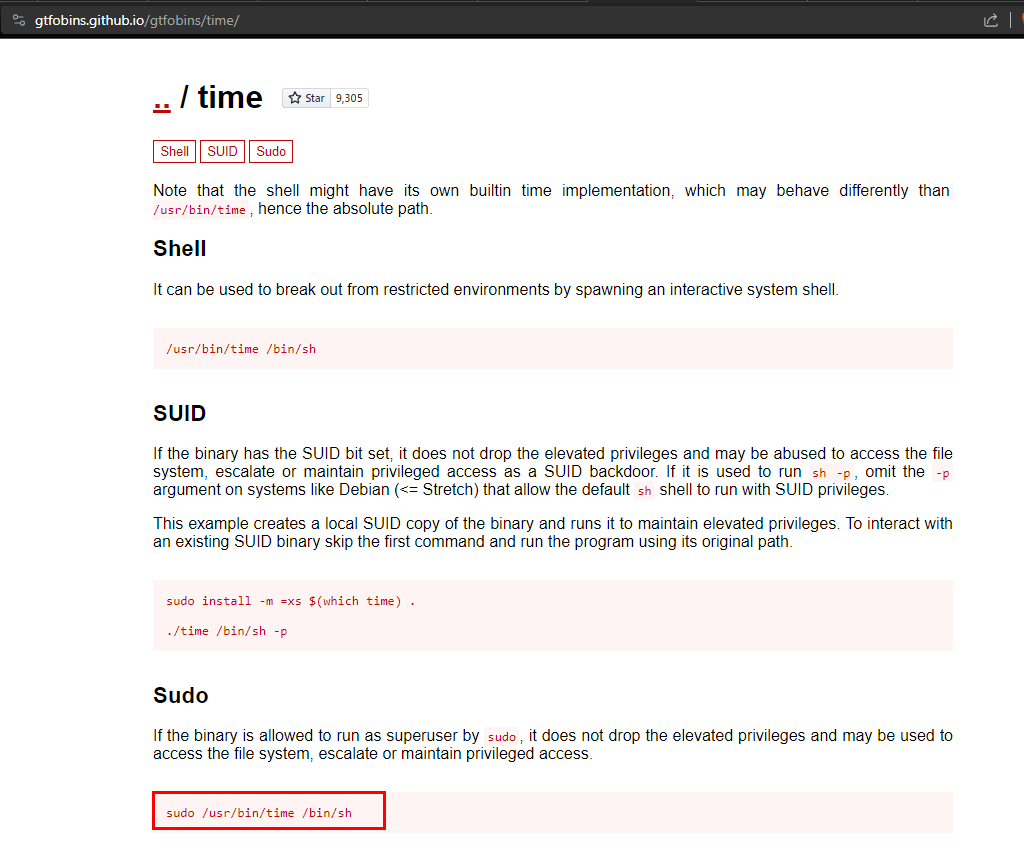 gtfobins.github.io/gtfobins/time/
.. / time
Star 9,305
Shell SUID Sudo
Note that the shell might have its own builtin time implementation, which may behave differently than
/usr/bin/time, hence the absolute path.
Shell
It can be used to break out from restricted environments by spawning an interactive system shell.
/usr/bin/time /bin/sh
SUID
If the binary has the SUID bit set, it does not drop the elevated privileges and may be abused to access the file
system, escalate or maintain privileged access as a SUID backdoor. If it is used to run sh -p, omit the -p
argument on systems like Debian (<= Stretch) that allow the default sh shell to run with SUID privileges.
This example creates a local SUID copy of the binary and runs it to maintain elevated privileges. To interact with
an existing SUID binary skip the first command and run the program using its original path.
sudo install -m =xs $(which time) .
./time /bin/sh -p
Sudo
If the binary is allowed to run as superuser by sudo, it does not drop the elevated privileges and may be used to
access the file system, escalate or maintain privileged access.
sudo /usr/bin/time /bin/sh